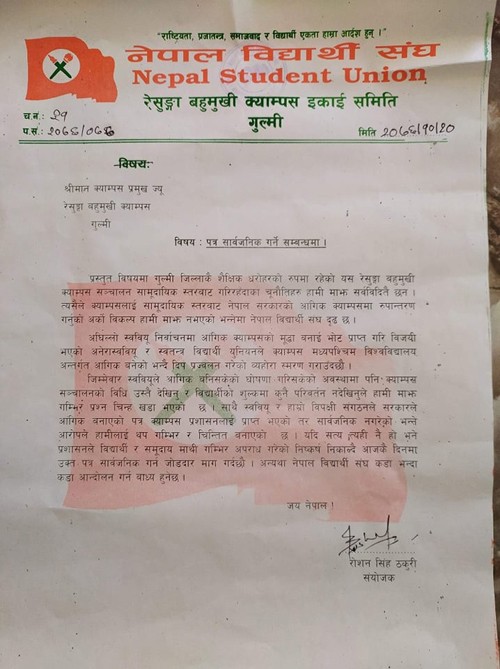 "राष्ट्रियता, प्रजातन्त्र, समाजवाद र विद्यार्थी एकता हाम्रा आर्दश हुन् ।"
नेपाल विद्यार्थी संघ
Nepal Student Union
रेसुङ्गा बहुमुखी क्याम्पस इकाई समिति
गुल्मी
च.न.: २१
प.सं.: २०७६/०७७
मिति २०७६/१०/२०
विषय:
श्रीमान क्याम्पस प्रमुख ज्यू
रेसुङ्गा बहुमुखी क्याम्पस
गुल्मी
विषय : पत्र सार्वजनिक गर्ने सम्बन्धमा ।
प्रस्तुत विषयमा गुल्मी जिल्लाकै शैक्षिक धरोहरको रुपमा रहेको यस रेसुङ्गा बहुमुखी
क्याम्पस सञ्चालन सामुदायिक स्तरबाट गरिरहँदाका चुनौतिहरु हामी माझ सर्वविदितै छन् ।
त्यसैले क्याम्पसलाई सामुदायिक स्तरबाट नेपाल सरकारको आंगिक क्याम्पसमा रुपान्तरण
गर्नुको अर्को बिकल्प हामी माझ नभएको भन्नेमा नेपाल विद्यार्थी संघ दृढ छ ।
अघिल्लो स्ववियु निर्वाचनमा आंगिक क्याम्पसको मुद्धा बनाई भोट प्राप्त गरि विजयी
भएको अनेरास्ववियु र स्वतन्त्र विद्यार्थी युनियनले क्याम्पस मध्यपश्चिम विश्वविद्यालय
अन्तर्गत आंगिक बनेको भन्दै दिप प्रज्वलन गरेको व्यहोरा स्मरण गराउँदछौं ।
जिम्मेवार स्ववियुले आंगिक बनिसकेको घोषणा गरिसकेको अवस्थामा पनि क्याम्पस
सञ्चालनको बिधि उस्तै देखिनु र विद्यार्थीको शुल्कमा कुनै परिवर्तन नदेखिनुले हामी माझ
गम्भिर प्रश्न चिन्ह खडा भएको छ । साथै स्ववियु र हाम्रो विपक्षी संगठनले सरकारले
आंगिक बनाएको पत्र क्याम्पस प्रशासनलाई प्राप्त भएको तर सार्वजनिक नगरेको भन्ने
आरोपले हामीलाई थप गम्भिर र चिन्तित बनाएको छ । यदि सत्य त्यही नै हो भने
प्रशासनले बिद्यार्थी र समुदाय माथी गम्भिर अपराध गरेको निष्कर्ष निकाल्दै आजकै दिनमा
उक्त पत्र सार्वजनिक गर्न जोडदार माग गर्दछौं । अन्यथा नेपाल विद्यार्थी संघ कडा भन्दा
कडा आन्दोलन गर्न बाध्य हुनेछ ।
जय नेपाल !
रोशन सिंह ठकुरी
संयोजक